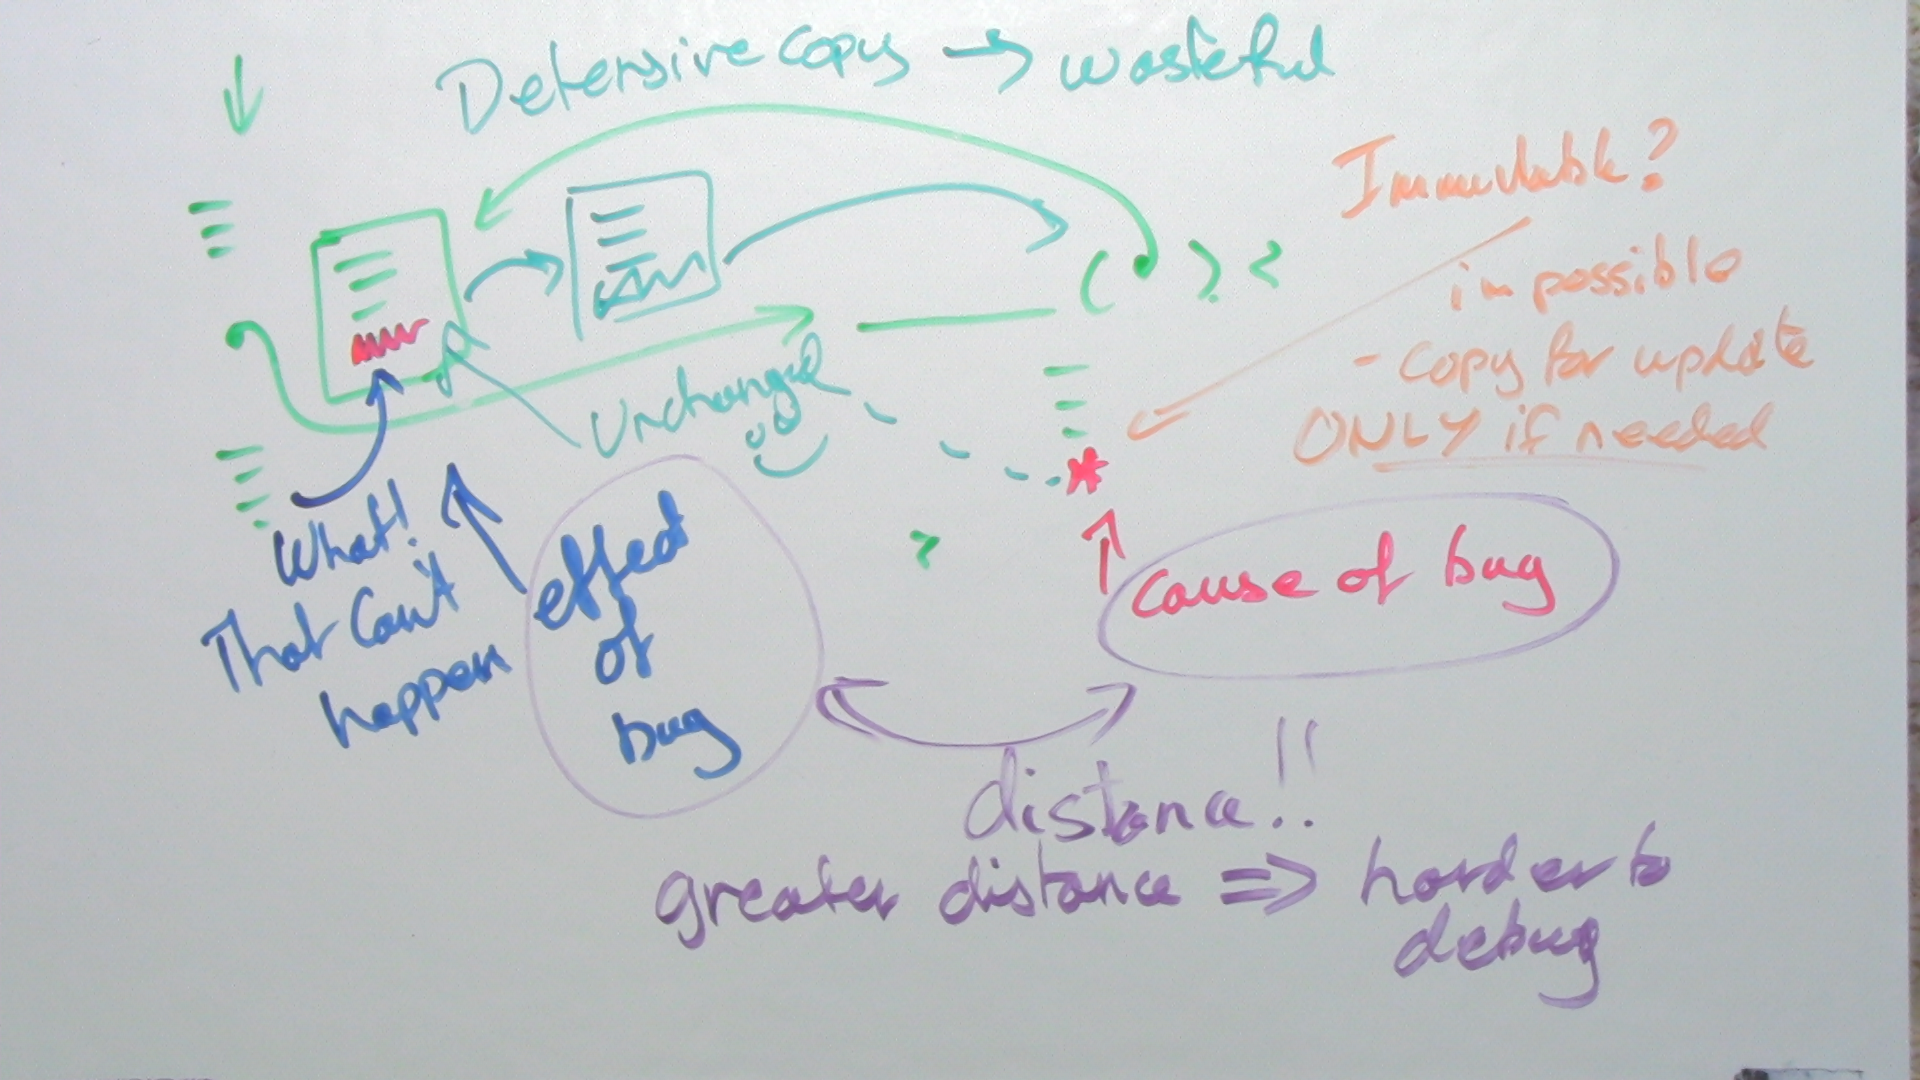 Defensive copy → wasteful
Immutable?
impossible
- copy for update
ONLY if needed
Unchanged
What!
That Can't
happen
effect
of
bug
cause of bug
distance!!
greater distance => harder to
debug